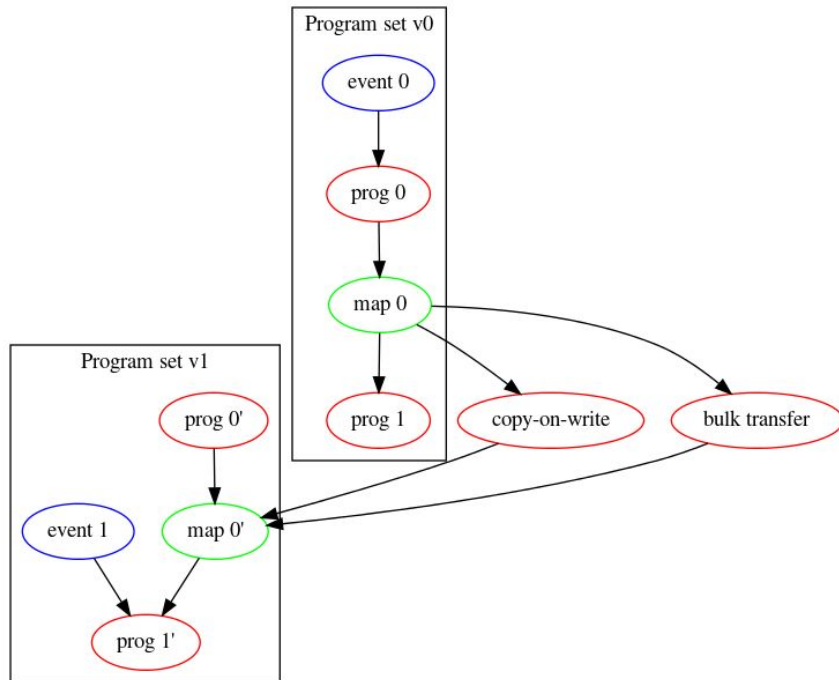 Program set v0
event 0
prog 0
map 0
Program set v1
prog 0'
prog 1
copy-on-write
bulk transfer
event 1
map 0'
prog 1'